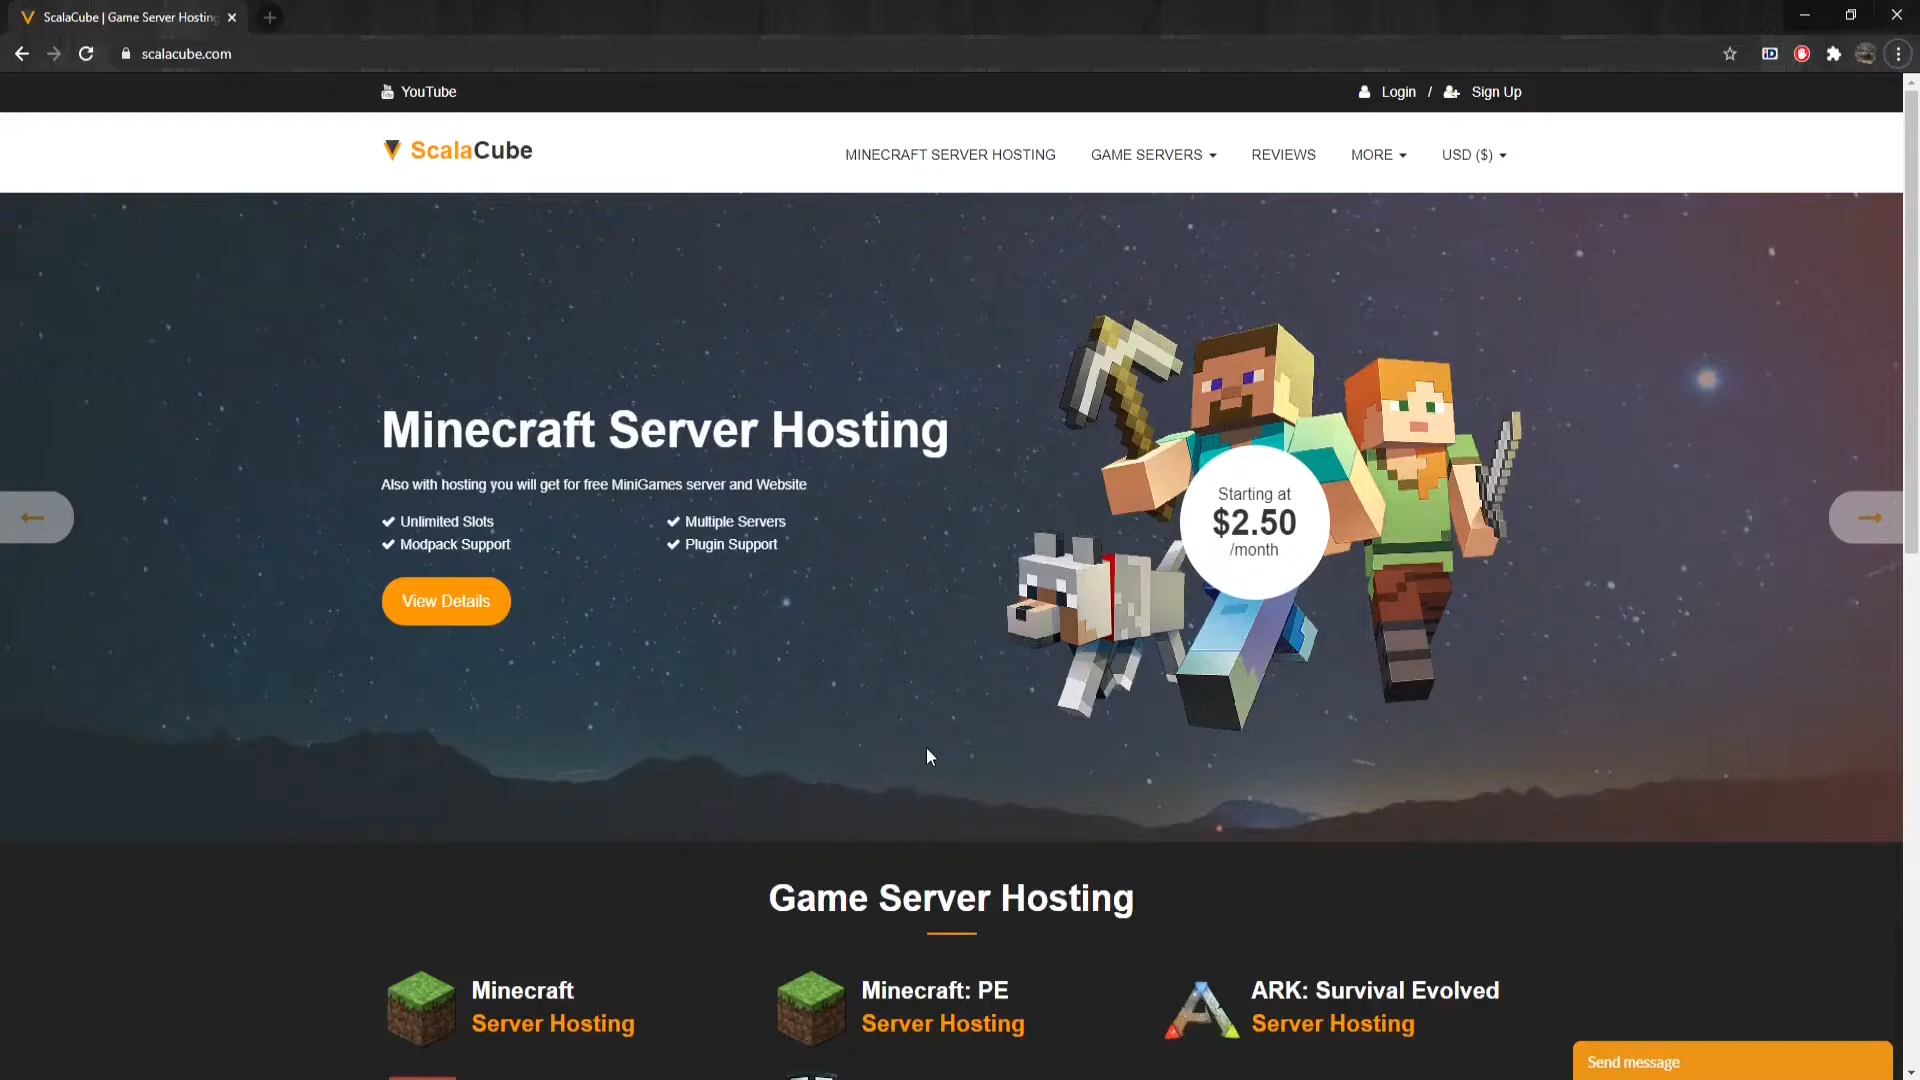 ScalaCube | Game Server Hosting
scalacube.com
YouTube
Login / Sign Up
ScalaCube
MINECRAFT SERVER HOSTING GAME SERVERS REVIEWS MORE USD ($)
Minecraft Server Hosting
Also with hosting you will get for free MiniGames server and Website
Unlimited Slots Multiple Servers
Modpack Support Plugin Support
View Details
Starting at
$2.50
/month
Game Server Hosting
Minecraft
Server Hosting
Minecraft: PE
Server Hosting
ARK: Survival Evolved
Server Hosting
Send message